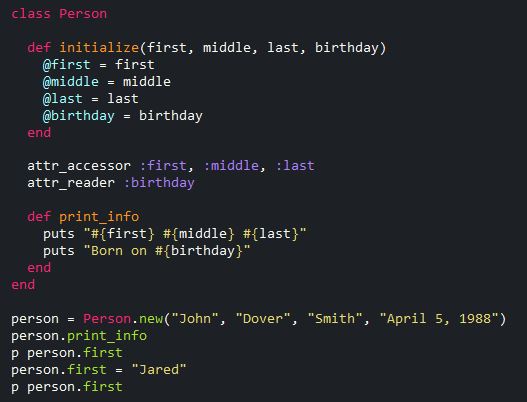 class Person
def initialize(first, middle, last, birthday)
@first = first
@middle = middle
@last = last
@birthday = birthday
end
attr_accessor :first, :middle, :last
attr_reader :birthday
def print_info
puts "#{first} #{middle} #{last}"
puts "Born on #{birthday}"
end
end
person = Person.new("John", "Dover", "Smith", "April 5, 1988")
person.print_info
p person.first
person.first = "Jared"
p person.first